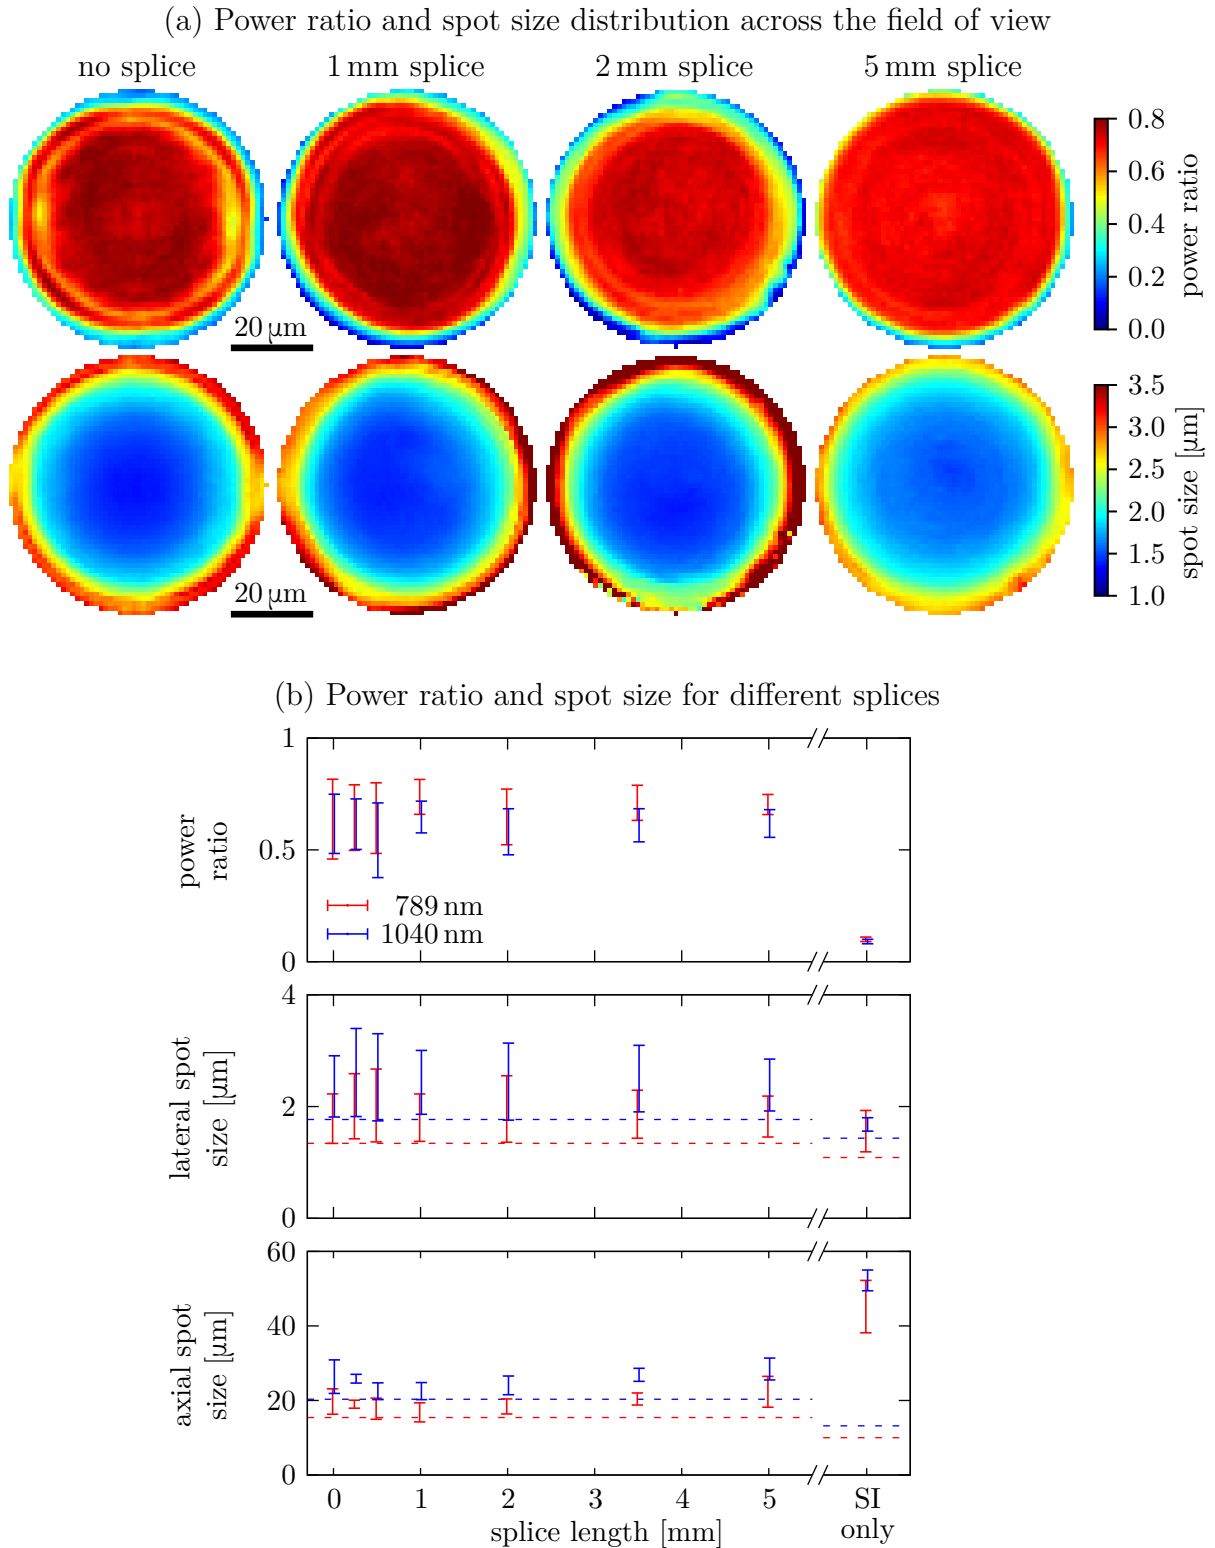 (a) Power ratio and spot size distribution across the field of view
no splice 1 mm splice 2 mm splice 5 mm splice
0.8
0.6
0.4
0.2
0.0
power ratio
20 µm
3.5
3.0
2.5
2.0
1.5
1.0
spot size [µm]
20 µm
(b) Power ratio and spot size for different splices
1
0.5
0
power
ratio
789 nm
1040 nm
4
2
0
lateral spot
size [µm]
60
40
20
0
axial spot
size [µm]
0 1 2 3 4 5 SI
only
splice length [mm]